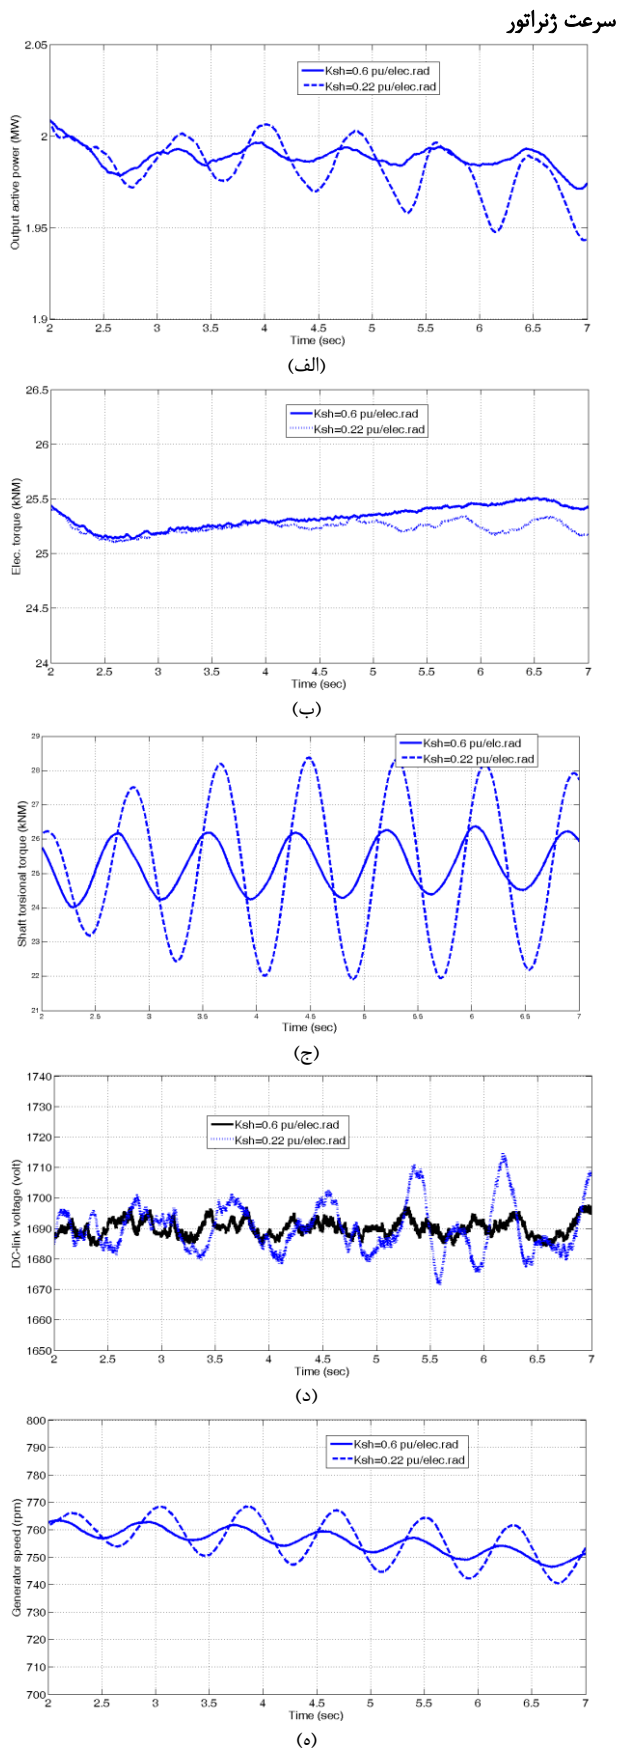 سرعت ژنراتور
2.05
Ksh=0.6 pu/elec.rad
Ksh=0.22 pu/elec.rad
2
1.95
1.9
Output active power (MW)
2 2.5 3 3.5 4 4.5 5 5.5 6 6.5 7
Time (sec)
(الف)
26.5
Ksh=0.6 pu/elec.rad
Ksh=0.22 pu/elec.rad
26
25.5
25
24.5
24
Elec. torque (kNM)
2 2.5 3 3.5 4 4.5 5 5.5 6 6.5 7
Time (sec)
(ب)
29
Ksh=0.6 pu/elc.rad
Ksh=0.22 pu/elec.rad
28
27
26
25
24
23
22
21
Shaft torsional torque (kNM)
2 2.5 3 3.5 4 4.5 5 5.5 6 6.5 7
Time (sec)
(ج)
1740
1730
1720
Ksh=0.6 pu/elec.rad
Ksh=0.22 pu/elec.rad
1710
1700
1690
1680
1670
1660
1650
DC-link voltage (volt)
2 2.5 3 3.5 4 4.5 5 5.5 6 6.5 7
Time (sec)
(د)
800
790
Ksh=0.6 pu/elec.rad
Ksh=0.22 pu/elec.rad
780
770
760
750
740
730
720
710
700
Generator speed (rpm)
2 2.5 3 3.5 4 4.5 5 5.5 6 6.5 7
Time (sec)
(ه)